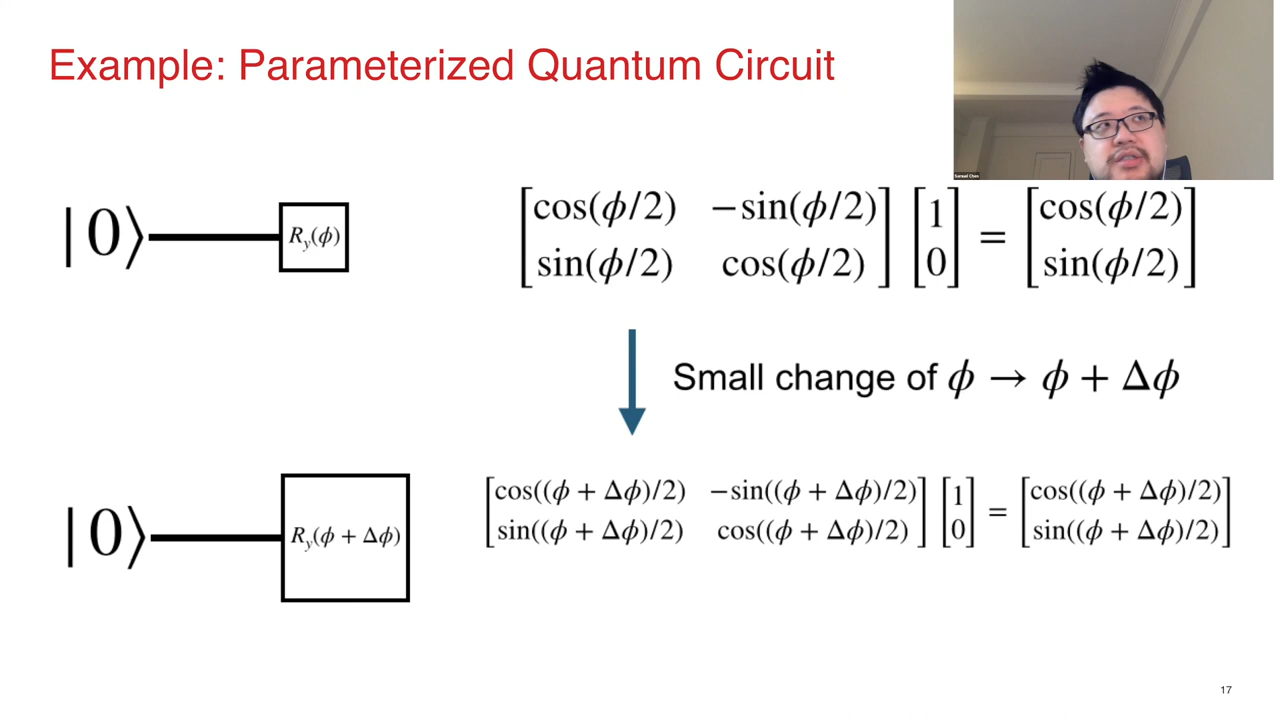 Example: Parameterized Quantum Circuit
Samuel Chen
|0⟩ R_y(ϕ)
[cos(ϕ/2) −sin(ϕ/2)] [1] = [cos(ϕ/2)]
[sin(ϕ/2) cos(ϕ/2)] [0] [sin(ϕ/2)]
Small change of ϕ → ϕ + Δϕ
|0⟩ R_y(ϕ + Δϕ)
[cos((ϕ + Δϕ)/2) −sin((ϕ + Δϕ)/2)] [1] = [cos((ϕ + Δϕ)/2)]
[sin((ϕ + Δϕ)/2) cos((ϕ + Δϕ)/2)] [0] [sin((ϕ + Δϕ)/2)]
17